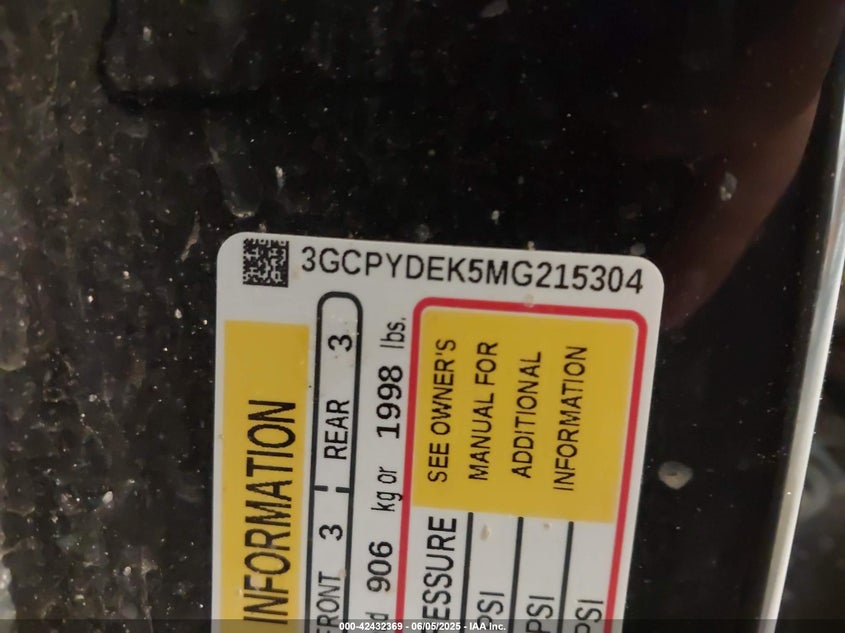 3GCPYDEK5MG215304
INFORMATION
FRONT 3 REAR 3
906 kg or 1998 lbs.
SEE OWNER'S
MANUAL FOR
ADDITIONAL
INFORMATION
PSI
PSI
PSI
000-42432369 - 06/05/2025 - IAA Inc.